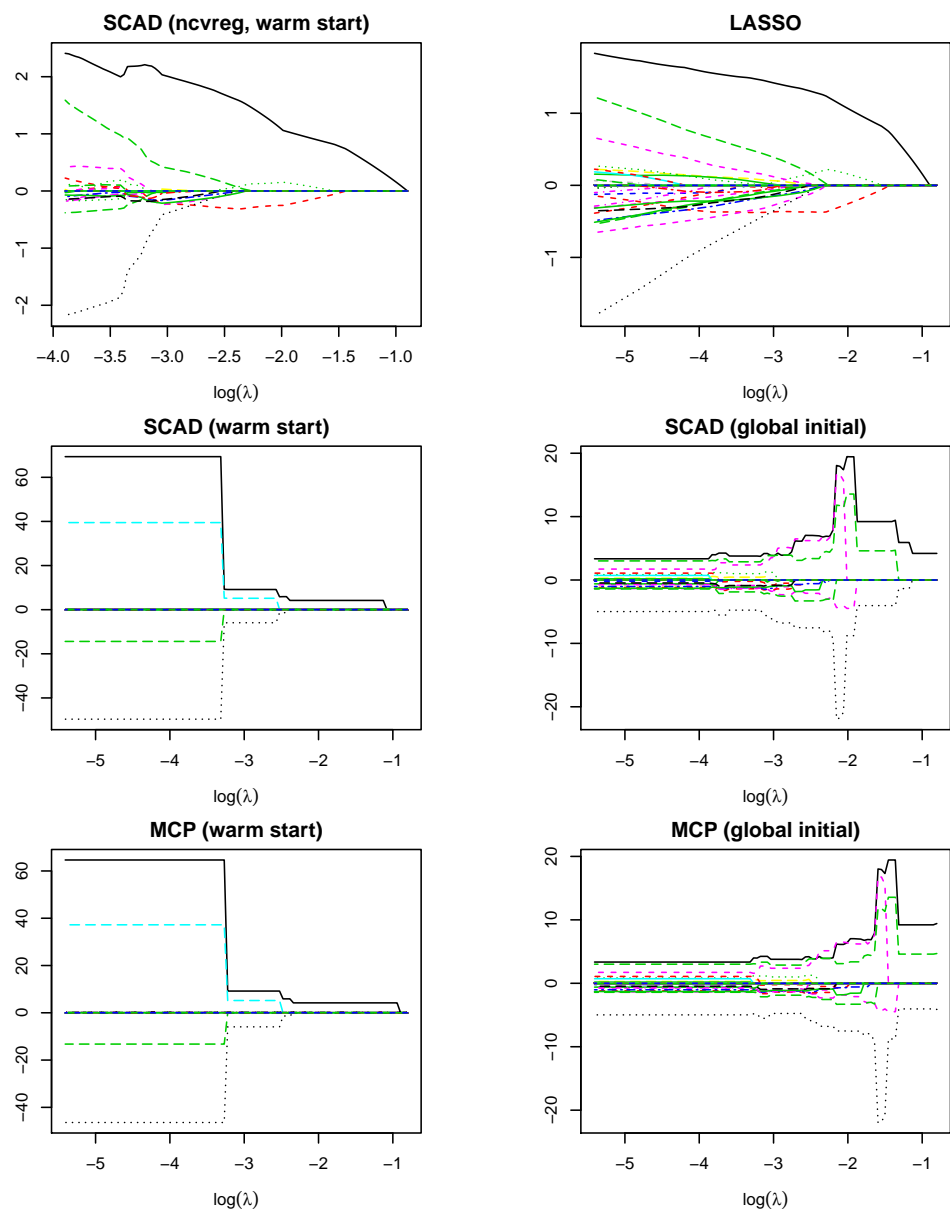 SCAD (ncvreg, warm start)
2
1
0
−1
−2
−4.0 −3.5 −3.0 −2.5 −2.0 −1.5 −1.0
log(λ)
LASSO
1
0
−1
−5 −4 −3 −2 −1
log(λ)
SCAD (warm start)
60
40
20
0
−20
−40
−5 −4 −3 −2 −1
log(λ)
SCAD (global initial)
20
10
0
−10
−20
−5 −4 −3 −2 −1
log(λ)
MCP (warm start)
60
40
20
0
−20
−40
−5 −4 −3 −2 −1
log(λ)
MCP (global initial)
20
10
0
−10
−20
−5 −4 −3 −2 −1
log(λ)